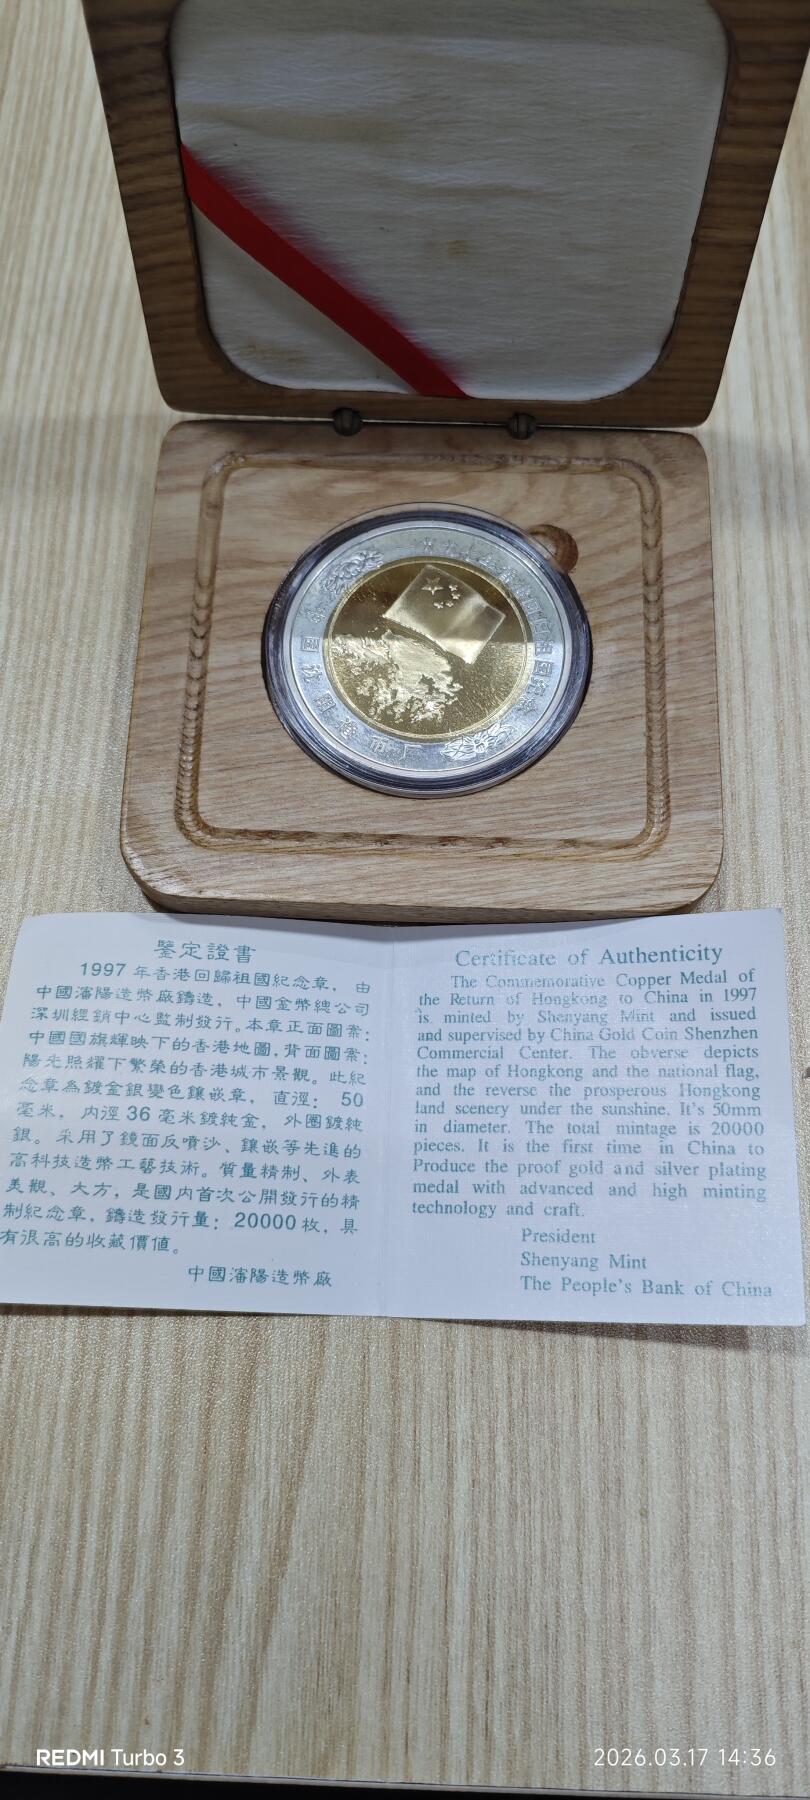 中國 瀋陽造幣厂
鑒定證書
1997 年香港回歸祖國紀念章，由
中國瀋陽造幣廠鑄造，中國金幣總公司
深圳經銷中心監制發行。本章正面圖案：
中國國旗輝映下的香港地圖，背面圖案：
陽光照耀下繁榮的香港城市景觀。此紀
念章為鍍金銀變色鑲嵌章，直徑： 50
毫米，内徑 36 毫米鍍純金，外圈鍍純
銀。采用了鏡面反噴沙、鑲嵌等先進的
高科技造幣工藝技術。質量精制、外表
美觀、大方，是國内首次公開發行的精
制紀念章，鑄造發行量：20000 枚，具
有很高的收藏價值。
中國瀋陽造幣廠
Certificate of Authenticity
The Commemorative Copper Medal of
the Return of Hongkong to China in 1997
is minted by Shenyang Mint and issued
and supervised by China Gold Coin Shenzhen
Commercial Center. The obverse depicts
the map of Hongkong and the national flag,
and the reverse the prosperous Hongkong
land scenery under the sunshine. It's 50mm
in diameter. The total mintage is 20000
pieces. It is the first time in China to
Produce the proof gold and silver plating
medal with advanced and high minting
technology and craft.
President
Shenyang Mint
The People's Bank of China
REDMI Turbo 3
2026.03.17 14:36